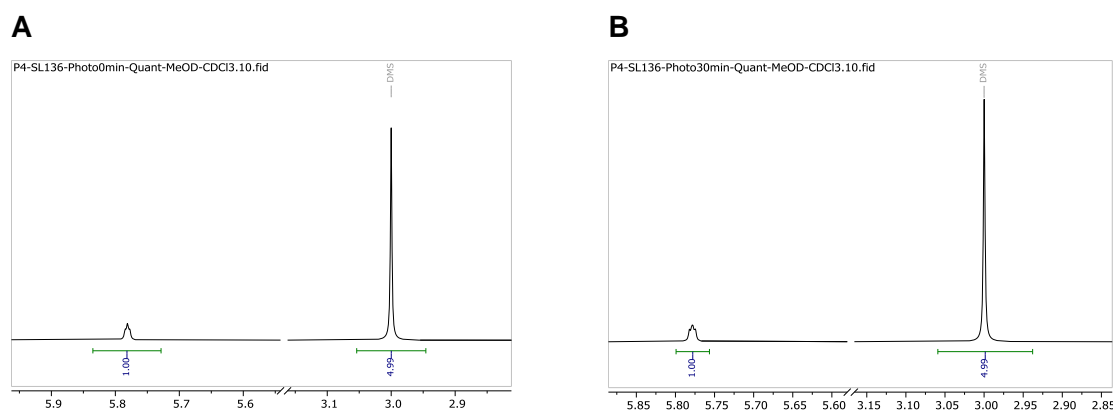 A
P4-SL136-Photo0min-Quant-MeOD-CDCl3.10.fid
DMS
1.00
4.99
5.9 5.8 5.7 5.6 3.1 3.0 2.9
B
P4-SL136-Photo30min-Quant-MeOD-CDCl3.10.fid
DMS
1.00
4.99
5.85 5.80 5.75 5.70 5.65 5.60 3.15 3.10 3.05 3.00 2.95 2.90 2.85